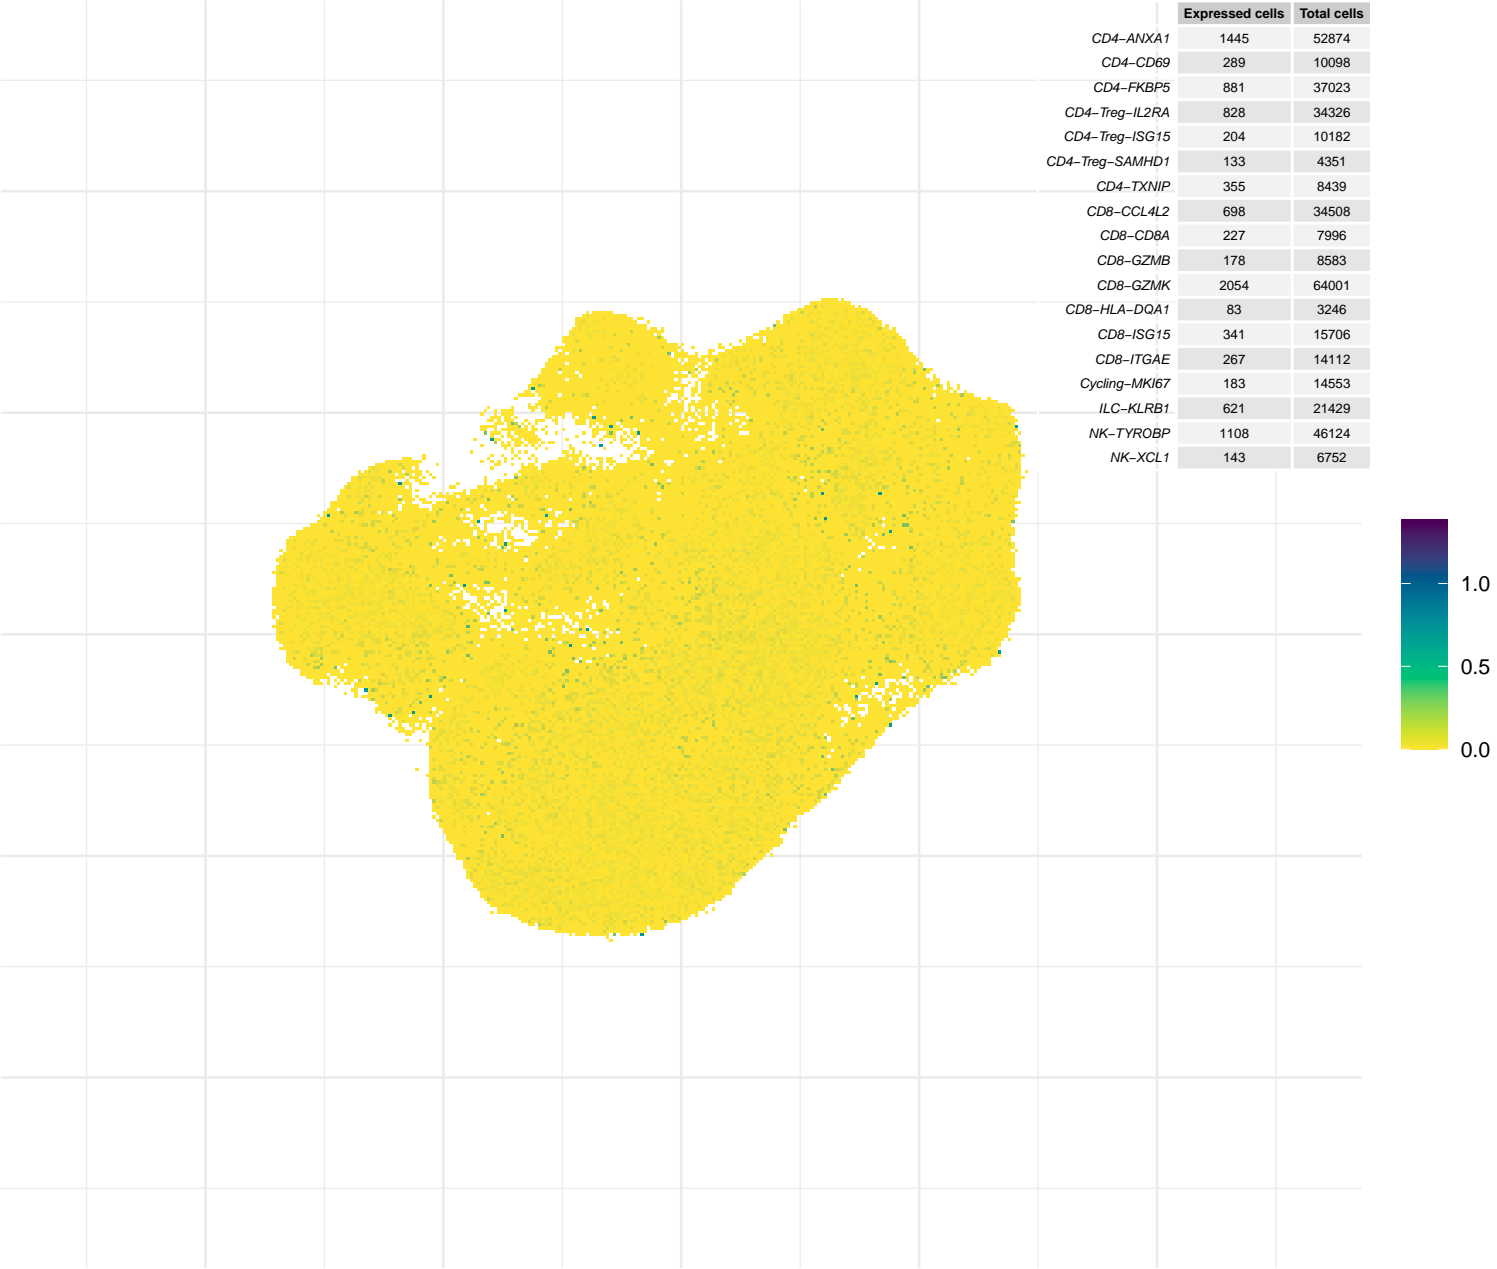 Expressed cells Total cells
CD4−ANXA1 1445 52874
CD4−CD69 289 10098
CD4−FKBP5 881 37023
CD4−Treg−IL2RA 828 34326
CD4−Treg−ISG15 204 10182
CD4−Treg−SAMHD1 133 4351
CD4−TXNIP 355 8439
CD8−CCL4L2 698 34508
CD8−CD8A 227 7996
CD8−GZMB 178 8583
CD8−GZMK 2054 64001
CD8−HLA−DQA1 83 3246
CD8−ISG15 341 15706
CD8−ITGAE 267 14112
Cycling−MKI67 183 14553
ILC−KLRB1 621 21429
NK−TYROBP 1108 46124
NK−XCL1 143 6752
1.0
0.5
0.0